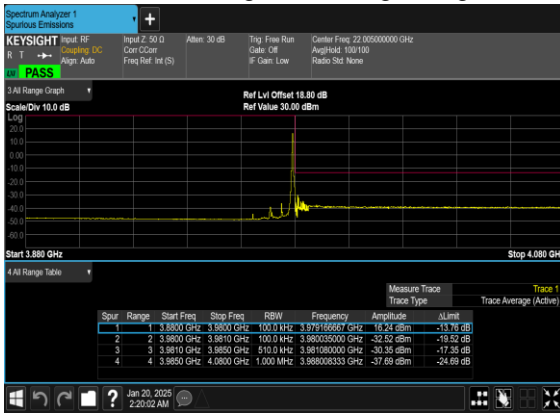 Spectrum Analyzer 1
Spurious Emissions
+
KEYSIGHT Input: RF Input Z: 50 Ω Atten: 30 dB Trig: Free Run Center Freq: 22.005000000 GHz
R T Coupling: DC Corr CCorr Gate: Off Avg|Hold: 100/100
Align: Auto Freq Ref: Int (S) IF Gain: Low Radio Std: None
PASS
3 All Range Graph
Ref Lvl Offset 18.80 dB
Scale/Div 10.0 dB Ref Value 30.00 dBm
Log
20.0
10.0
0.00
-10.0
-20.0
-30.0
-40.0
-50.0
-60.0
Start 3.880 GHz Stop 4.080 GH
4 All Range Table
Measure Trace Trace 1
Trace Type Trace Average (Active)
Spur Range Start Freq Stop Freq RBW Frequency Amplitude ΔLimit
1 1 3.8800 GHz 3.9800 GHz 100.0 kHz 3.979166667 GHz 16.24 dBm -13.76 dB
2 2 3.9800 GHz 3.9810 GHz 100.0 kHz 3.980035000 GHz -32.52 dBm -19.52 dB
3 3 3.9810 GHz 3.9850 GHz 510.0 kHz 3.981080000 GHz -30.35 dBm -17.35 dB
4 4 3.9850 GHz 4.0800 GHz 1.000 MHz 3.988008333 GHz -37.69 dBm -24.69 dB
? Jan 20, 2025
2:20:02 AM